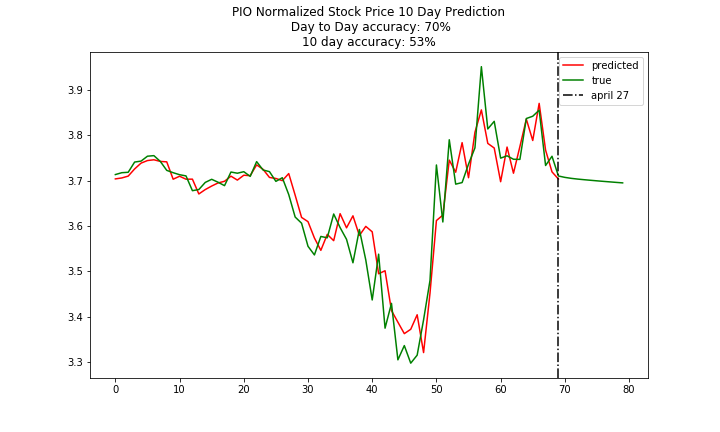 PIO Normalized Stock Price 10 Day Prediction
Day to Day accuracy: 70%
10 day accuracy: 53%
predicted
true
april 27
3.9
3.8
3.7
3.6
3.5
3.4
3.3
0 10 20 30 40 50 60 70 80